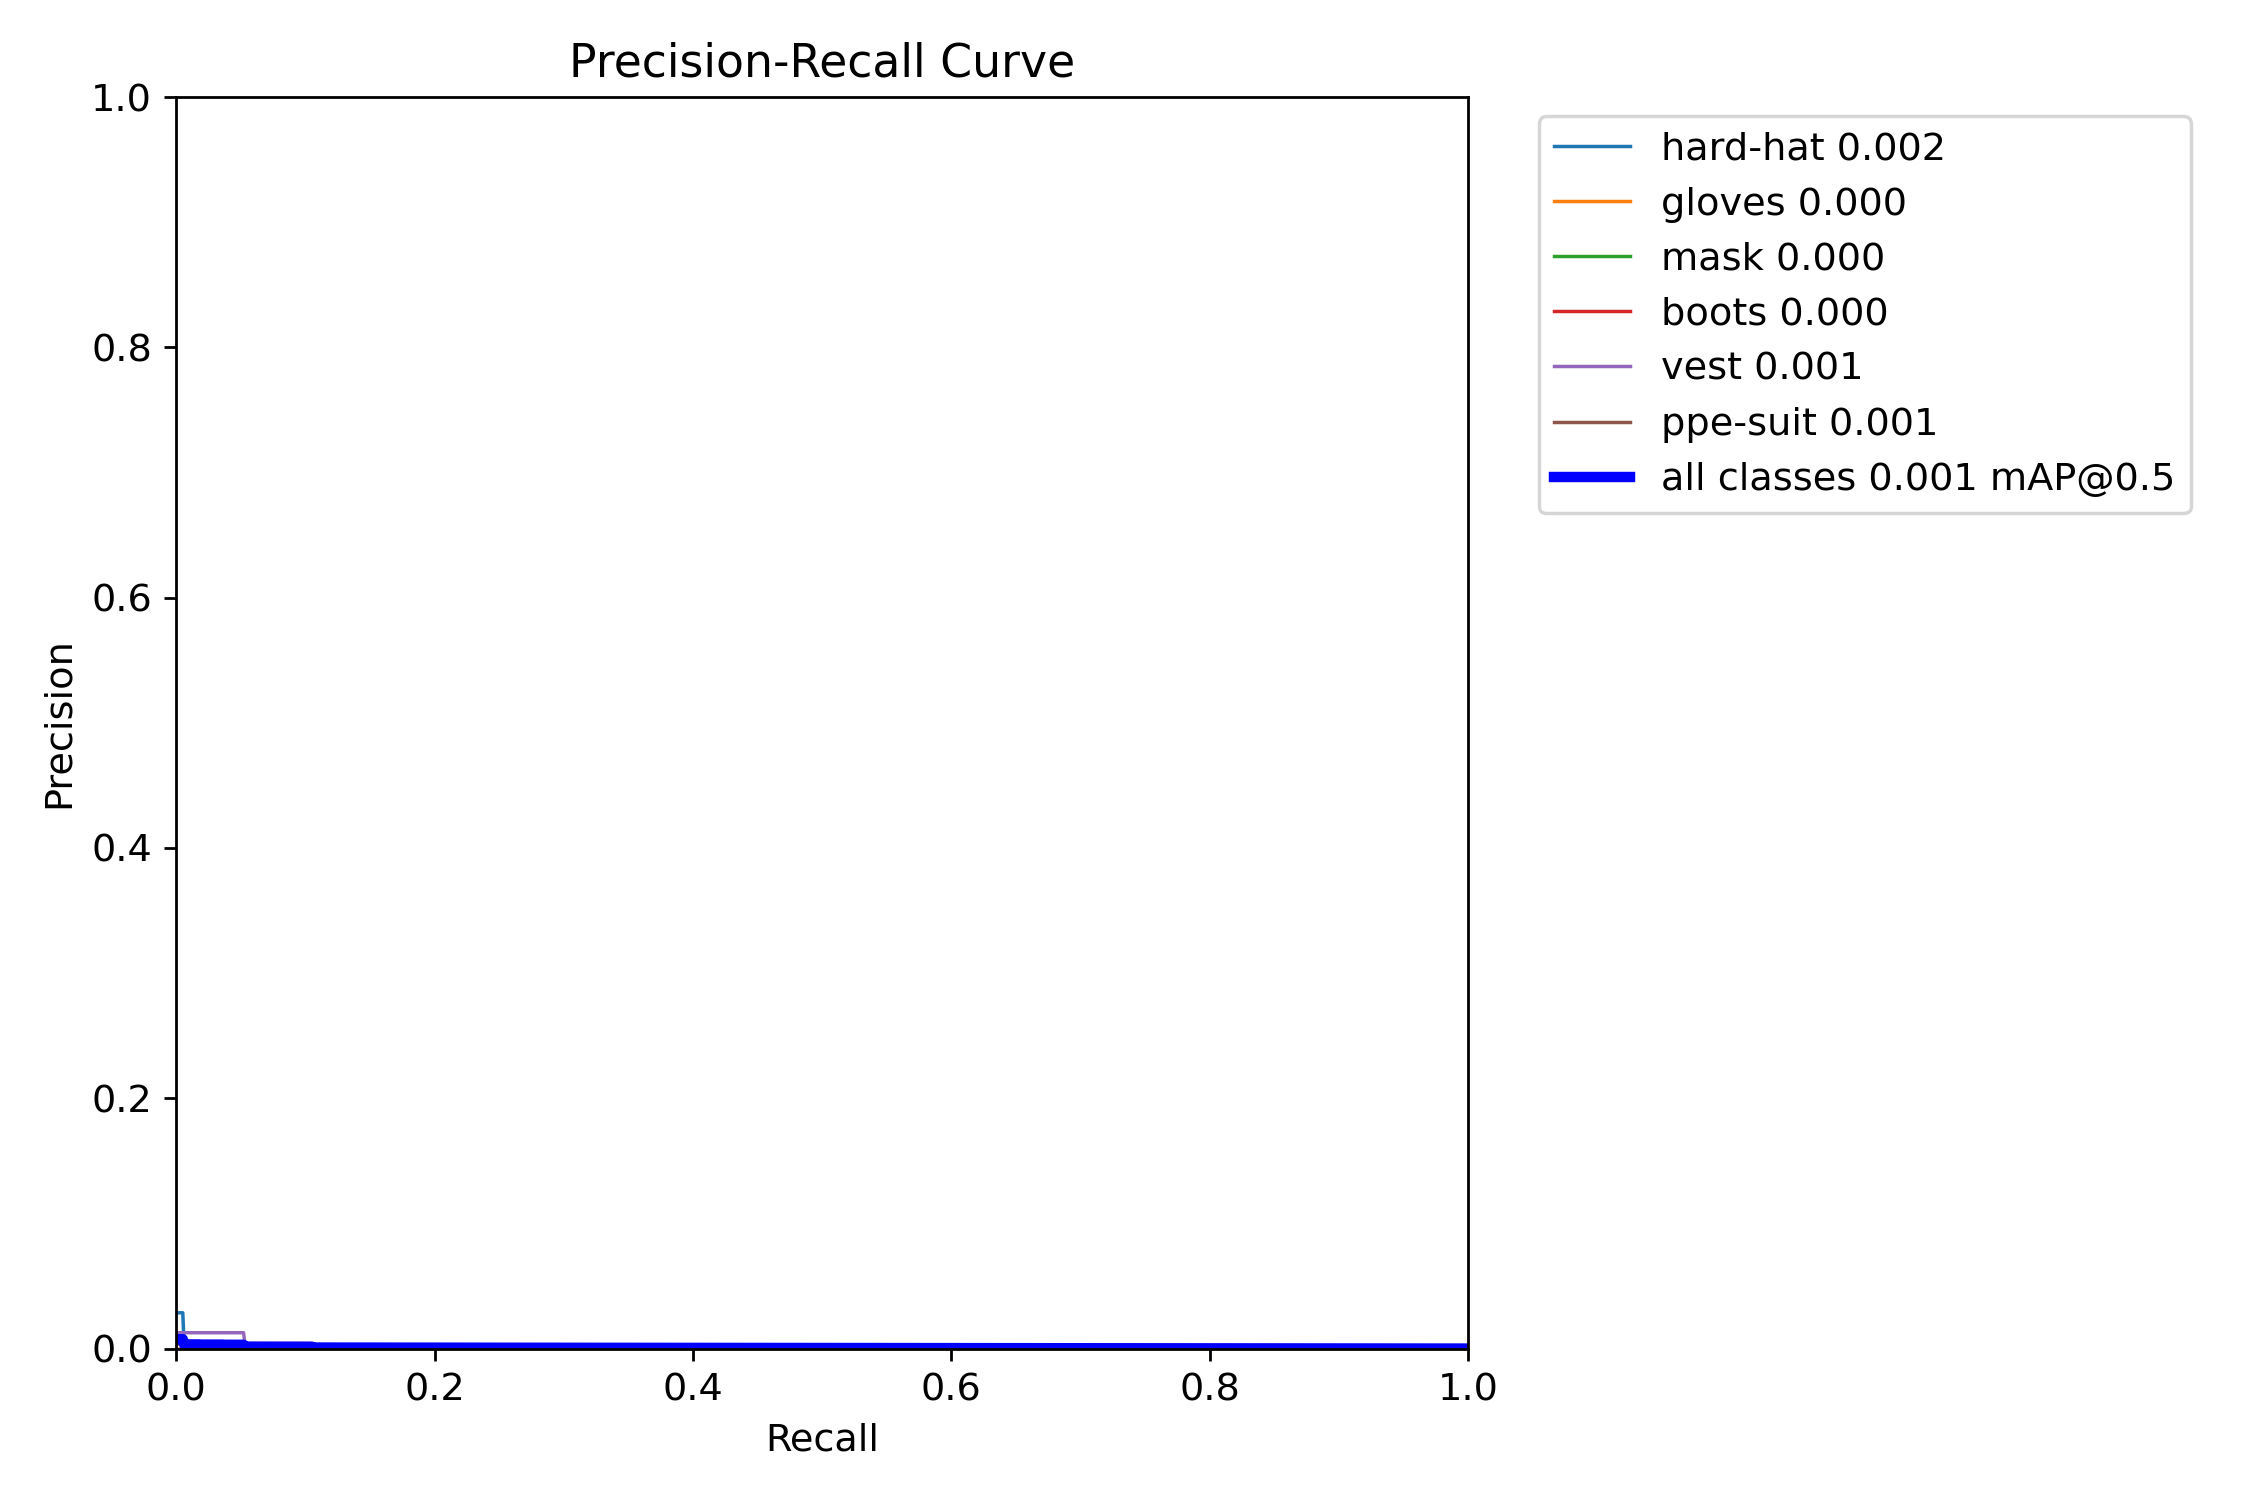 Precision-Recall Curve
1.0
0.8
0.6
0.4
0.2
0.0
Precision
0.0 0.2 0.4 0.6 0.8 1.0
Recall
hard-hat 0.002
gloves 0.000
mask 0.000
boots 0.000
vest 0.001
ppe-suit 0.001
all classes 0.001 mAP@0.5